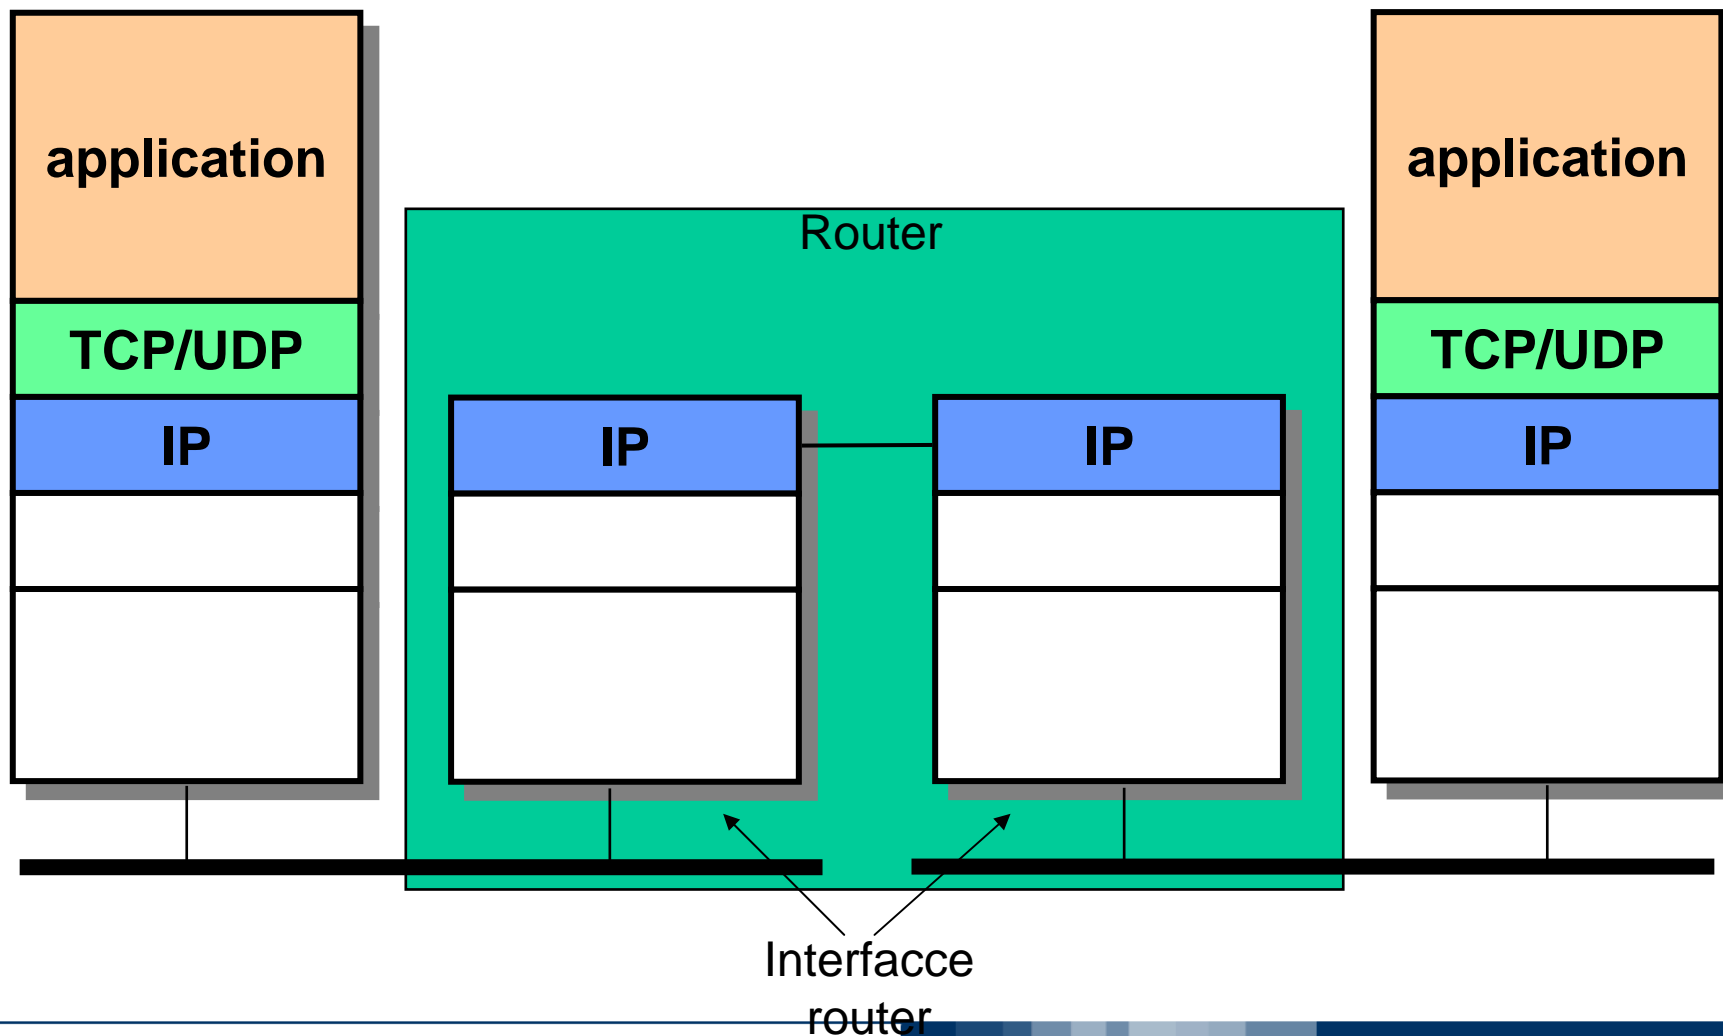 application
application
Router
TCP/UDP
TCP/UDP
IP
IP
IP
IP
Interfacce
router